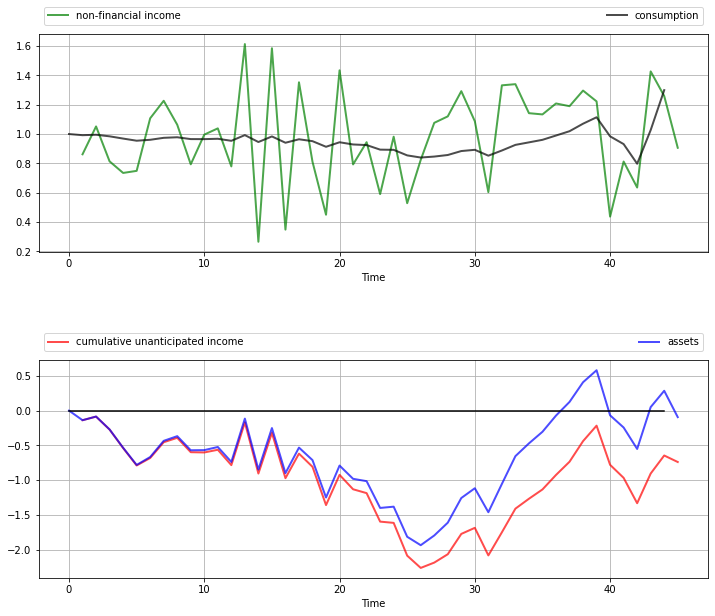 non-financial income consumption
1.6
1.4
1.2
1.0
0.8
0.6
0.4
0.2
0 10 20 30 40
Time
cumulative unanticipated income assets
0.5
0.0
−0.5
−1.0
−1.5
−2.0
0 10 20 30 40
Time